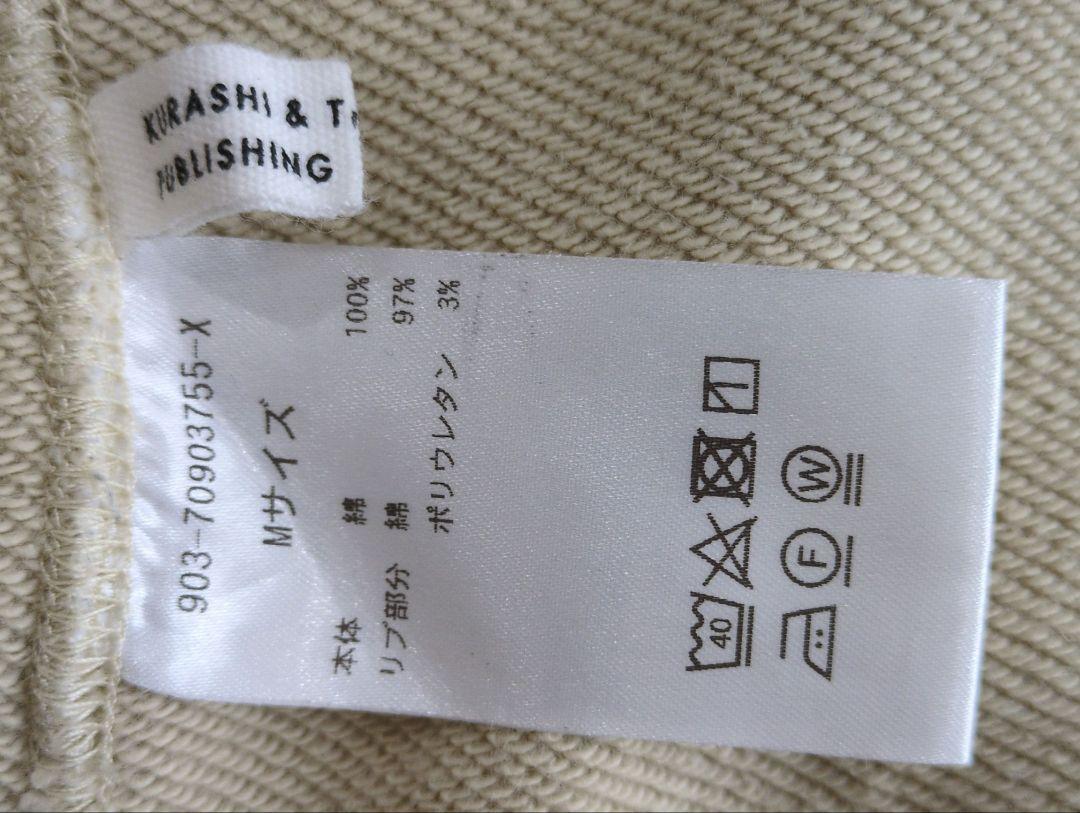 KURASHI &
PUBLISHING
903-70903755-X
Mサイズ
本体 綿 100%
リブ部分 綿 97%
ポリウレタン 3%
40
F
W